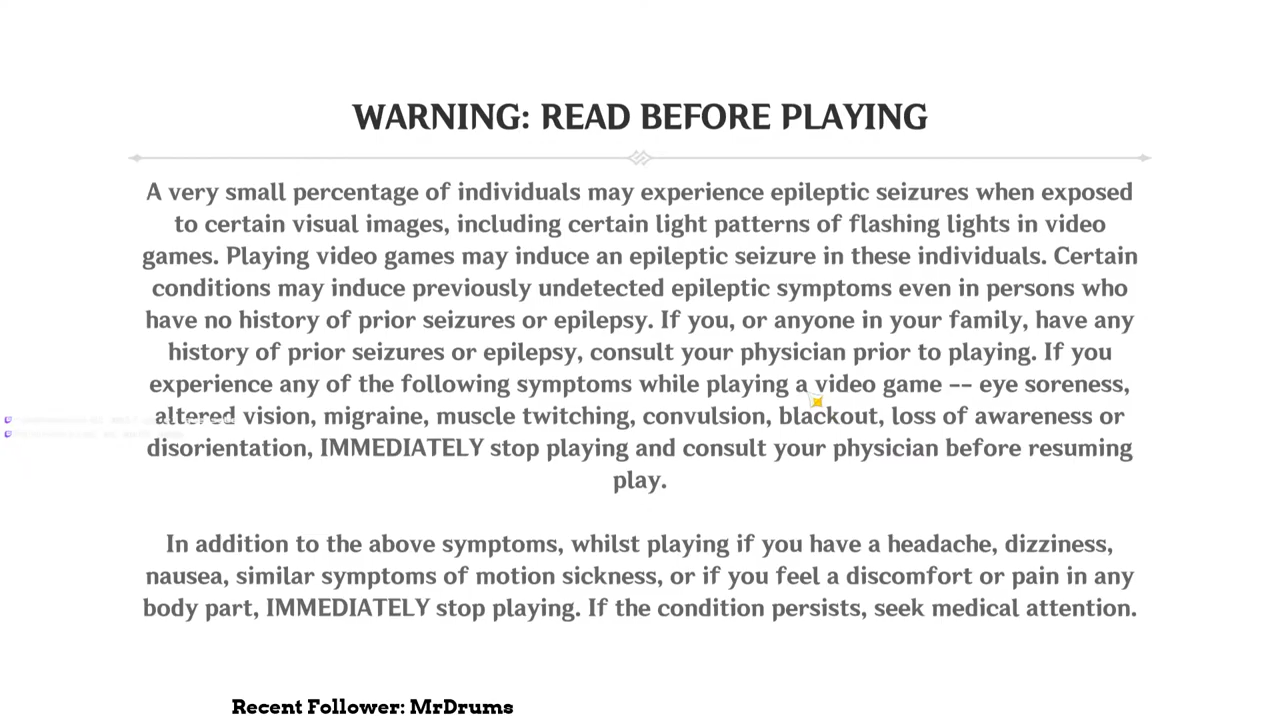 WARNING: READ BEFORE PLAYING
A very small percentage of individuals may experience epileptic seizures when exposed
to certain visual images, including certain light patterns of flashing lights in video
games. Playing video games may induce an epileptic seizure in these individuals. Certain
conditions may induce previously undetected epileptic symptoms even in persons who
have no history of prior seizures or epilepsy. If you, or anyone in your family, have any
history of prior seizures or epilepsy, consult your physician prior to playing. If you
experience any of the following symptoms while playing a video game -- eye soreness,
altered vision, migraine, muscle twitching, convulsion, blackout, loss of awareness or
disorientation, IMMEDIATELY stop playing and consult your physician before resuming
play.
In addition to the above symptoms, whilst playing if you have a headache, dizziness,
nausea, similar symptoms of motion sickness, or if you feel a discomfort or pain in any
body part, IMMEDIATELY stop playing. If the condition persists, seek medical attention.
Recent Follower: MrDrums